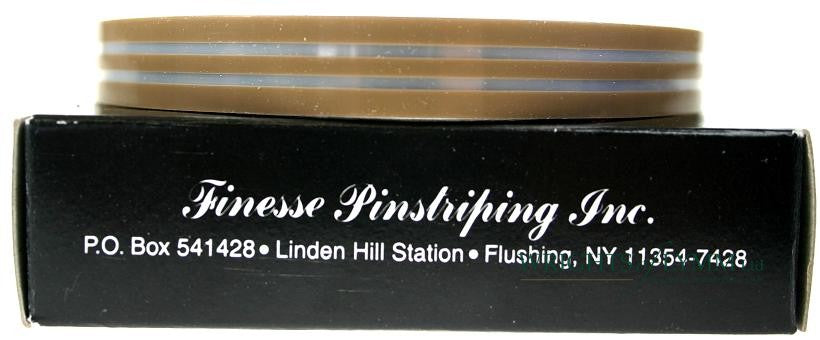 Finesse Pinstriping Inc.
P.O. Box 541428 • Linden Hill Station • Flushing, NY 11354-7428